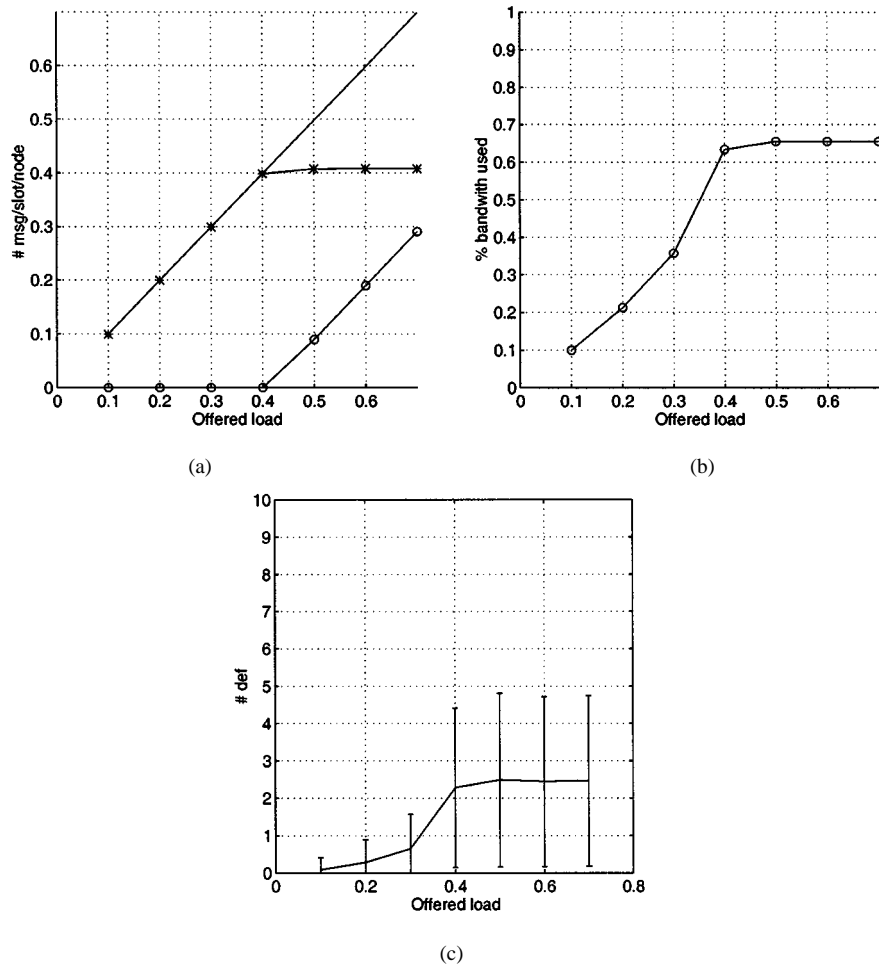 0.6
0.5
0.4
0.3
0.2
0.1
0
# msg/slot/node
0 0.1 0.2 0.3 0.4 0.5 0.6
Offered load
(a)
1
0.9
0.8
0.7
0.6
0.5
0.4
0.3
0.2
0.1
0
% bandwith used
0 0.1 0.2 0.3 0.4 0.5 0.6
Offered load
(b)
10
9
8
7
6
5
4
3
2
1
0
# def
0 0.2 0.4 0.6 0.8
Offered load
(c)